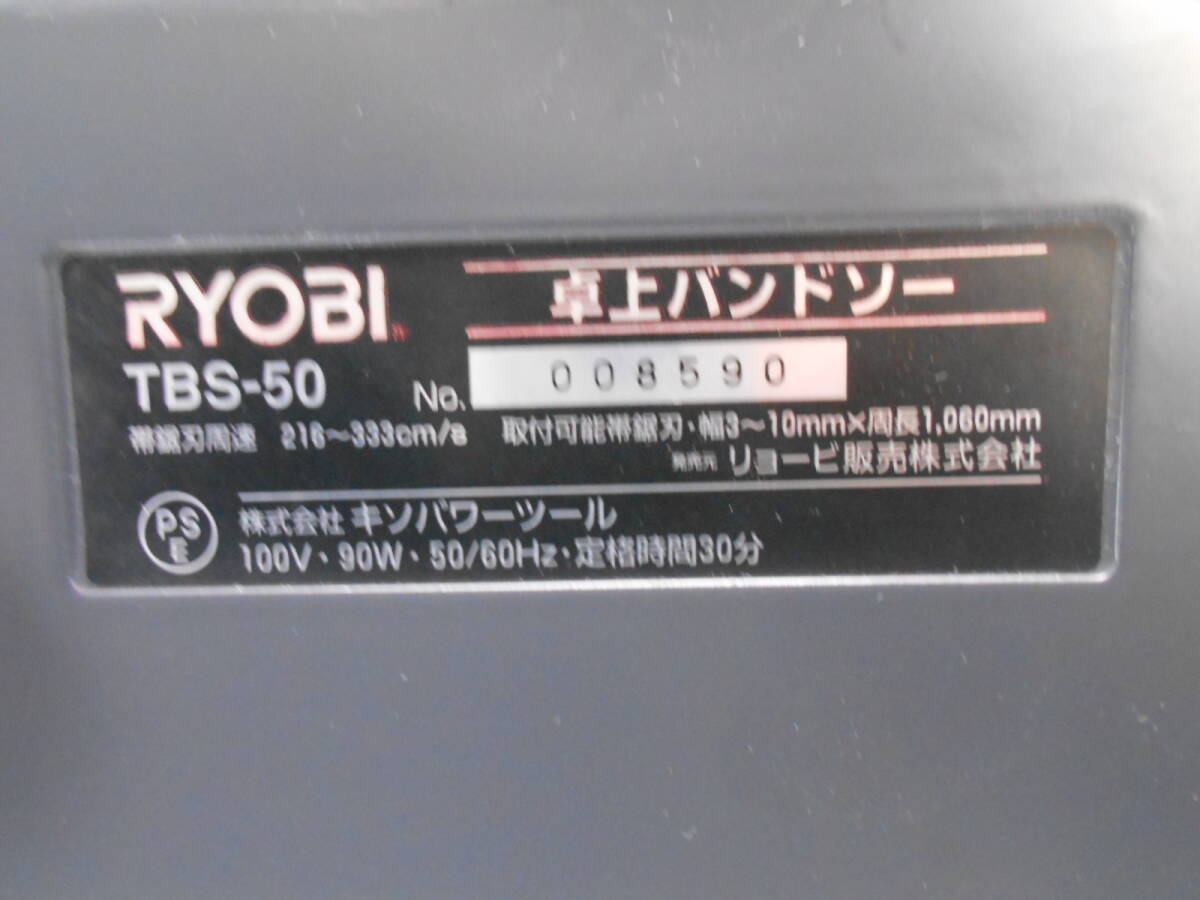 RYOBI
卓上バンドソー
TBS-50 No. 008590
帯鋸刃周速 216〜333cm/s 取付可能帯鋸刃・幅3〜10mm×周長1,060mm
発売元 リョービ販売株式会社
PSE 株式会社 キソパワーツール
100V・90W・50/60Hz・定格時間30分